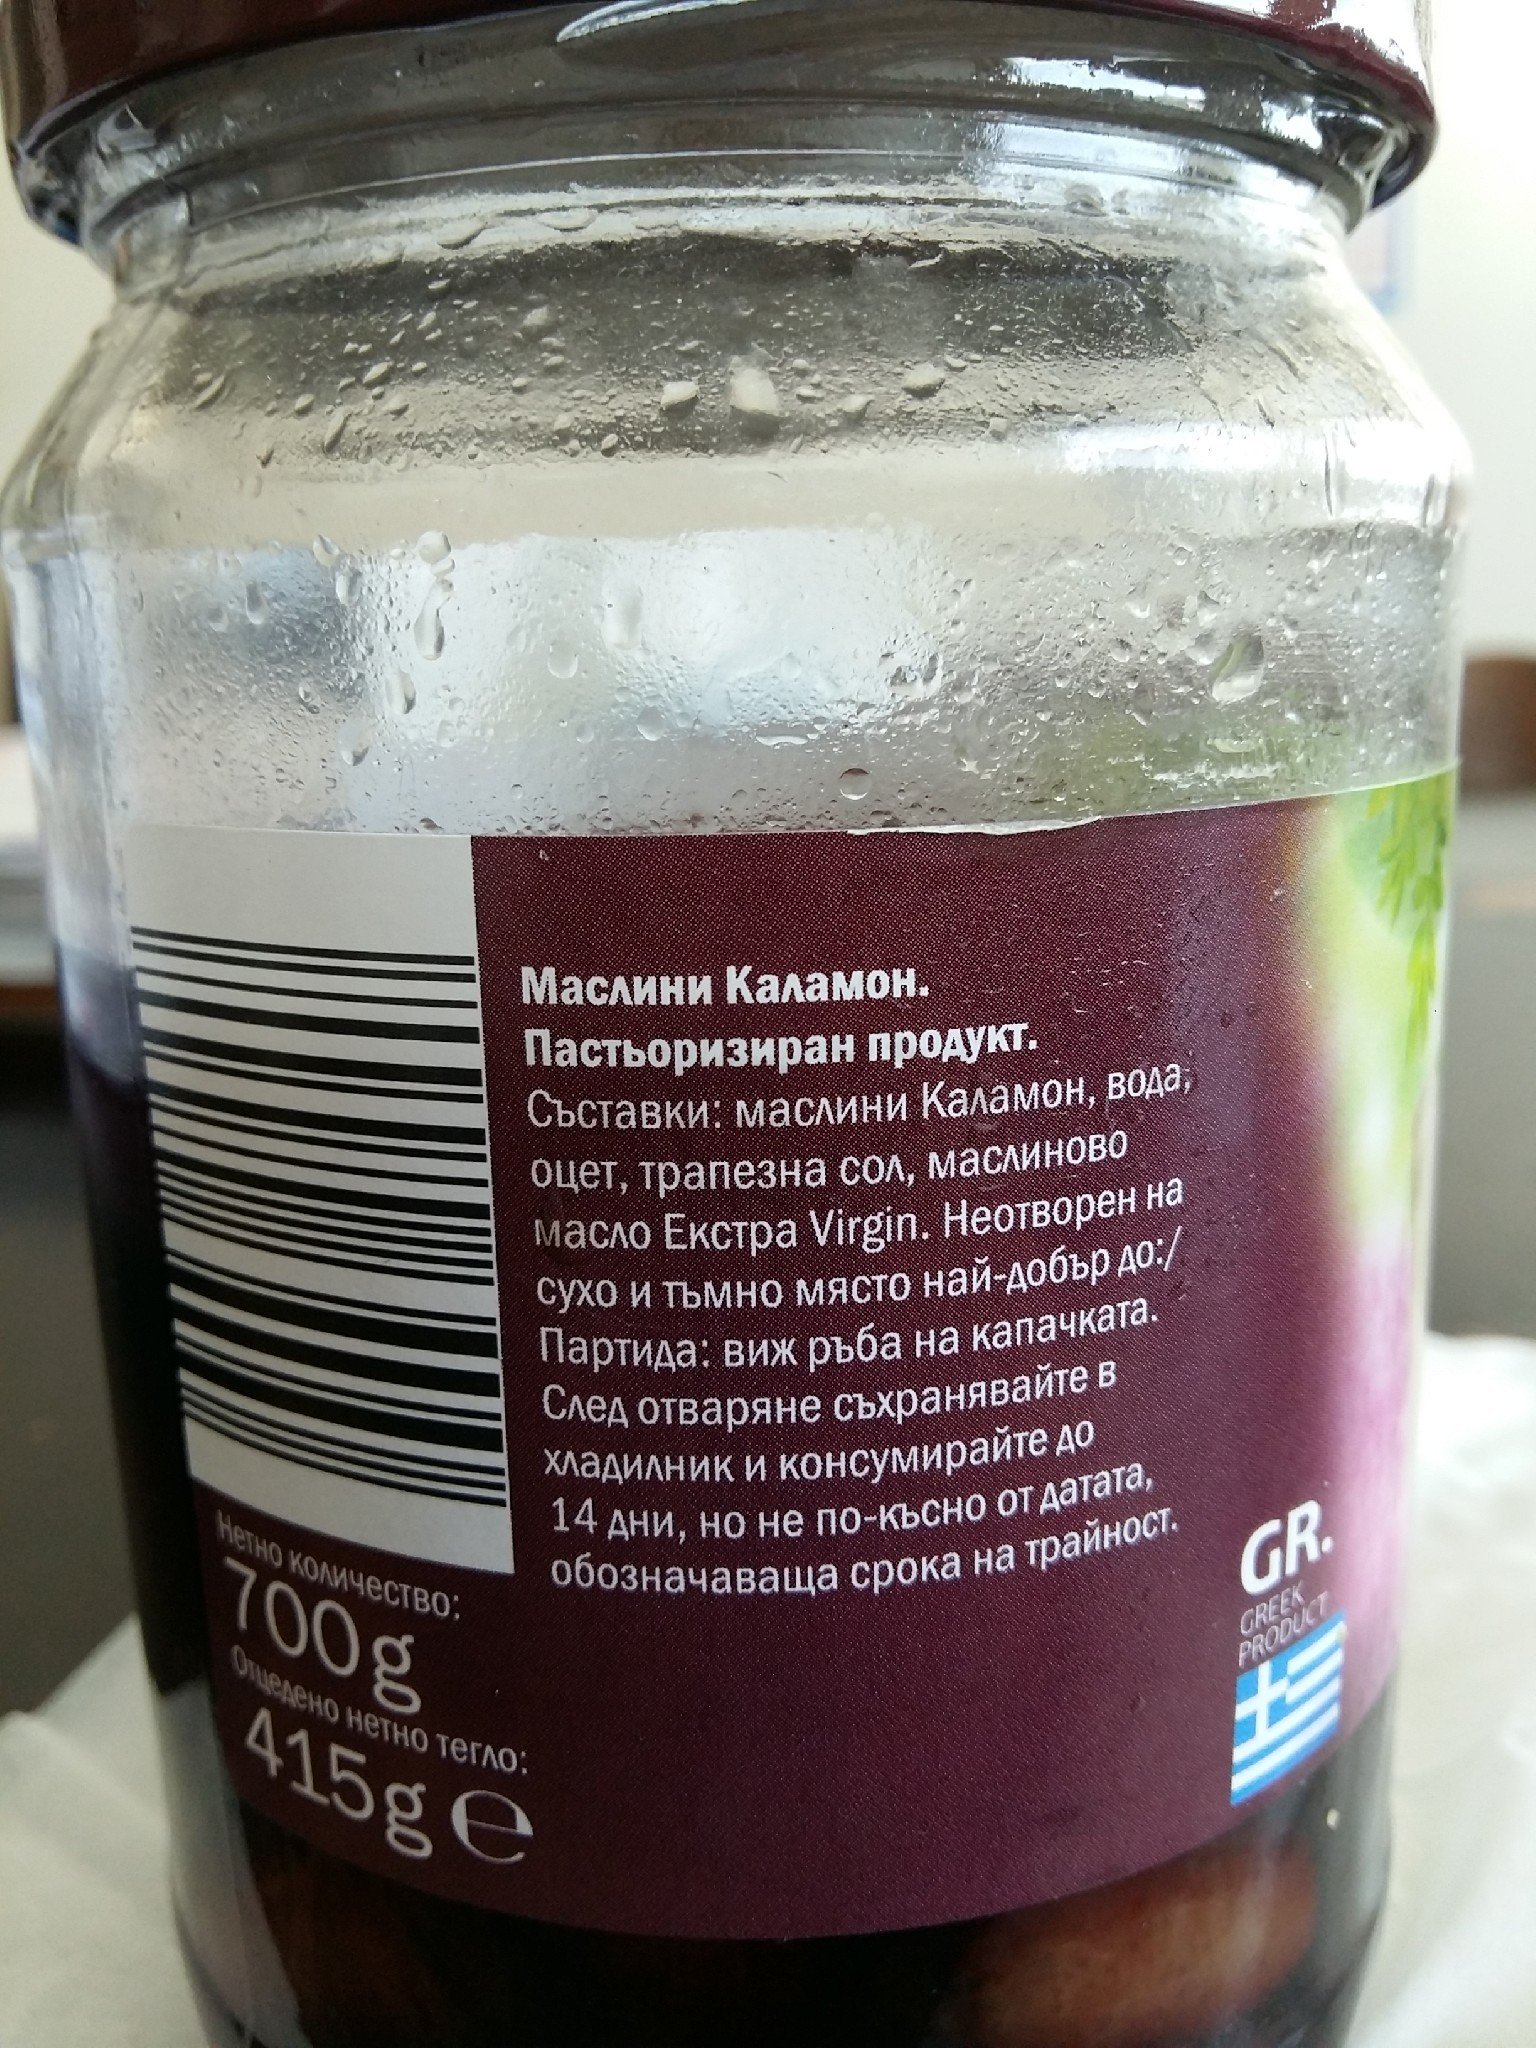 Маслини Каламон.
Пастьоризиран продукт.
Съставки: маслини Каламон, вода,
оцет, трапезна сол, маслиново
масло Екстра Virgin. Неотворен на
сухо и тъмно място най-добър до:/
Партида: виж ръба на капачката.
След отваряне съхранявайте в
хладилник и консумирайте до
14 дни, но не по-късно от датата,
обозначаваща срока на трайност.
Нетно количество:
700g
Отцедено нетно тегло:
415g ℮
GR.
GREEK
PRODUCT